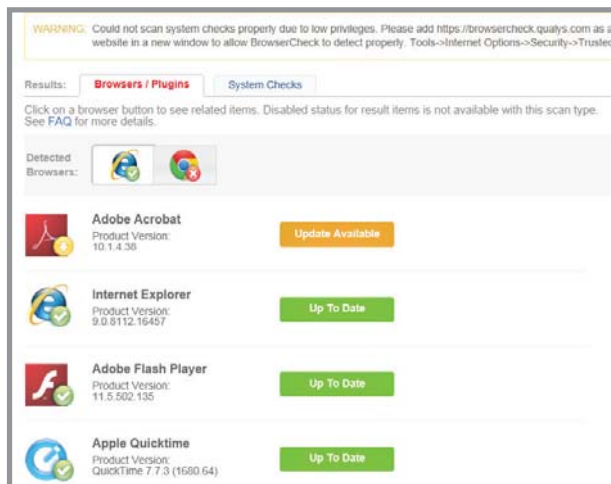 WARNING: Could not scan system checks properly due to low privileges. Please add https://browsercheck.qualys.com as a
website in a new window to allow BrowserCheck to detect properly. Tools->Internet Options->Security->Trusted
Results: Browsers / Plugins System Checks
Click on a browser button to see related items. Disabled status for result items is not available with this scan type.
See FAQ for more details.
Detected
Browsers:
Adobe Acrobat
Product Version:
10.1.4.38
Update Available
Internet Explorer
Product Version:
9.0.8112.16457
Up To Date
Adobe Flash Player
Product Version:
11.5.502.135
Up To Date
Apple Quicktime
Product Version:
QuickTime 7.7.3 (1680.64)
Up To Date